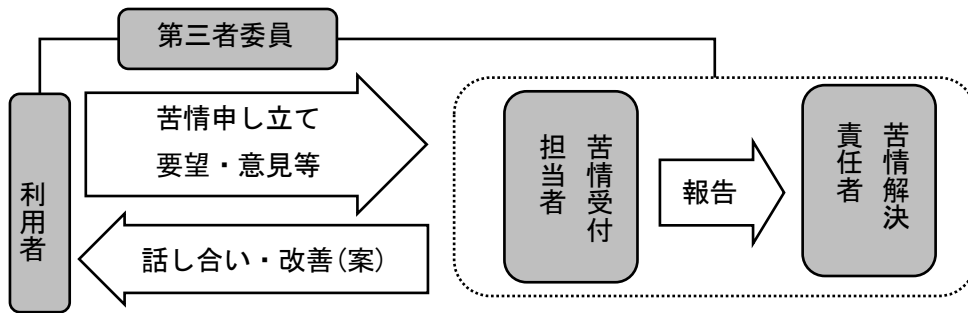 第三者委員
苦情申し立て
要望・意見等
利用者
話し合い・改善(案)
苦情受付
担当者
報告
苦情解決
責任者